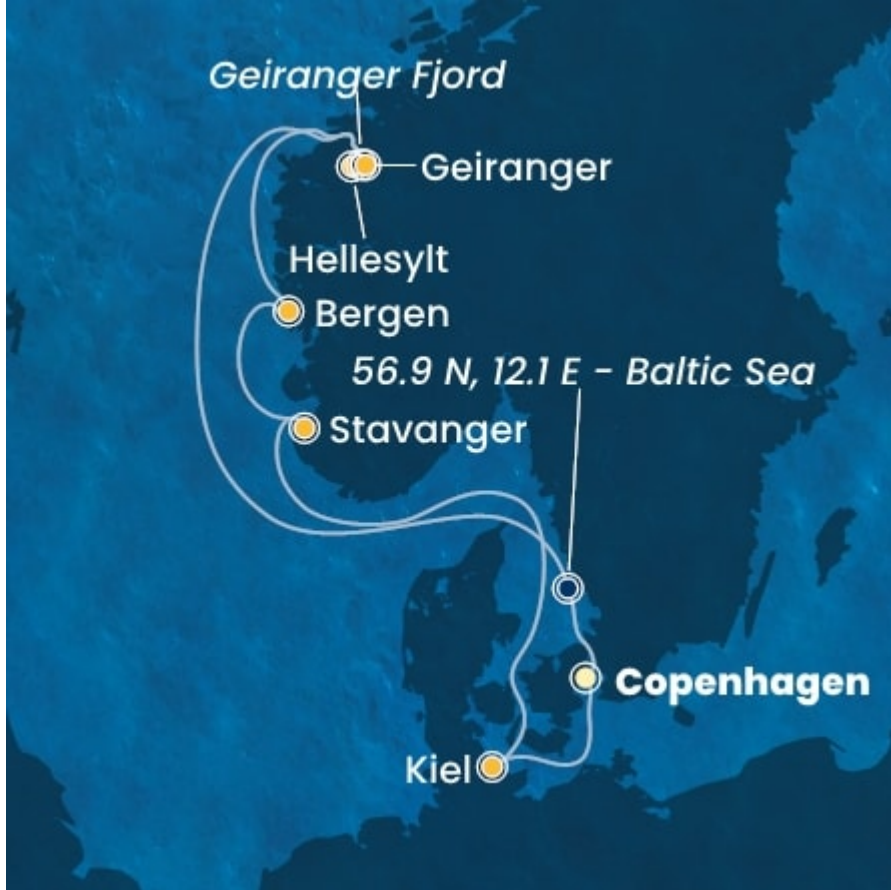 Geiranger Fjord
Geiranger
Hellesylt
Bergen
56.9 N, 12.1 E - Baltic Sea
Stavanger
Copenhagen
Kiel